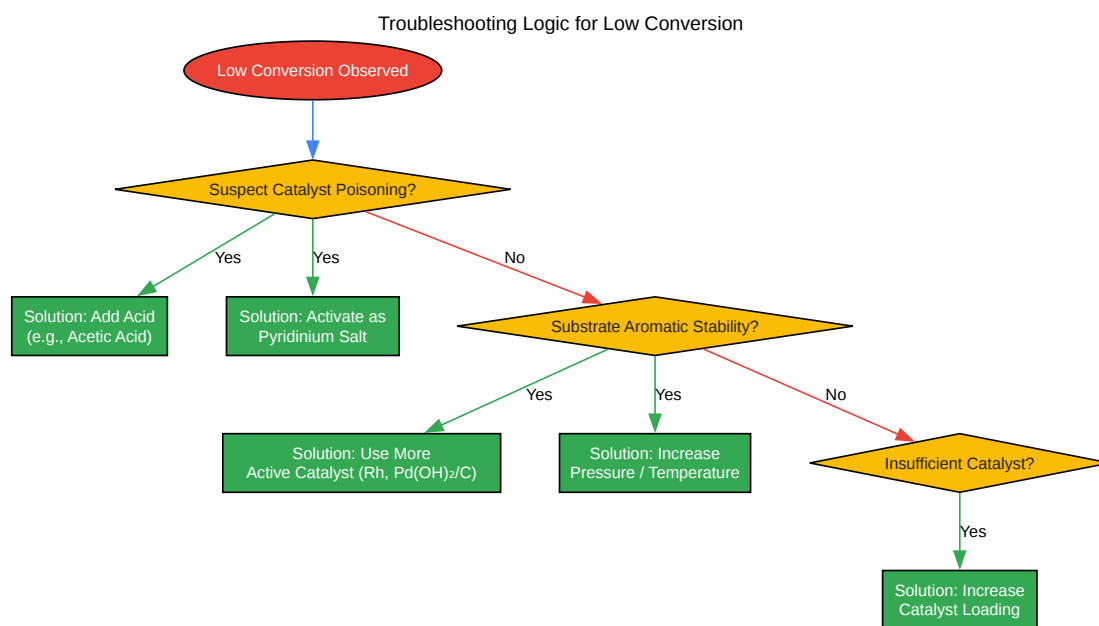 Troubleshooting Logic for Low Conversion
Low Conversion Observed
Suspect Catalyst Poisoning?
Yes
Yes
No
Solution: Add Acid
(e.g., Acetic Acid)
Solution: Activate as
Pyridinium Salt
Substrate Aromatic Stability?
Yes
Yes
No
Solution: Use More
Active Catalyst (Rh, Pd(OH)₂/C)
Solution: Increase
Pressure / Temperature
Insufficient Catalyst?
Yes
Solution: Increase
Catalyst Loading